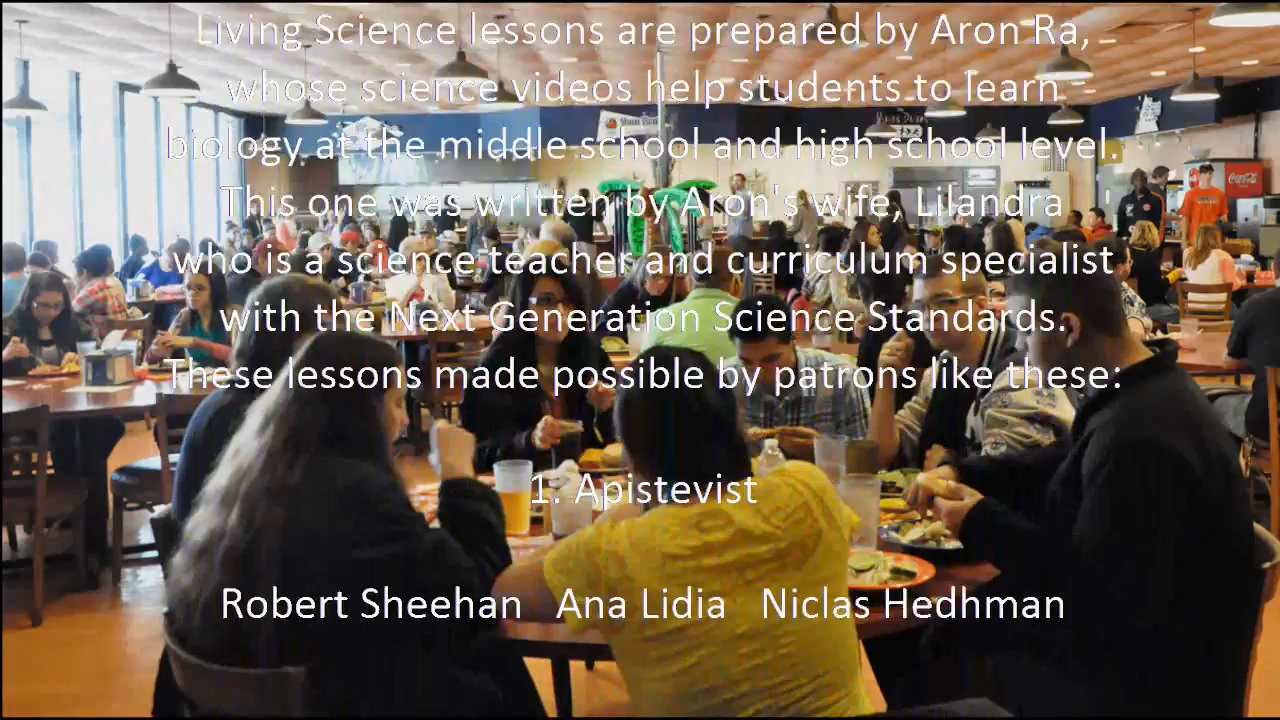 Living Science lessons are prepared by Aron Ra,
whose science videos help students to learn
biology at the middle school and high school level.
This one was written by Aron's wife, Lilandra
who is a science teacher and curriculum specialist
with the Next Generation Science Standards.
These lessons made possible by patrons like these:
1. Apistevist
Robert Sheehan Ana Lidia Niclas Hedhman
Coca-Cola